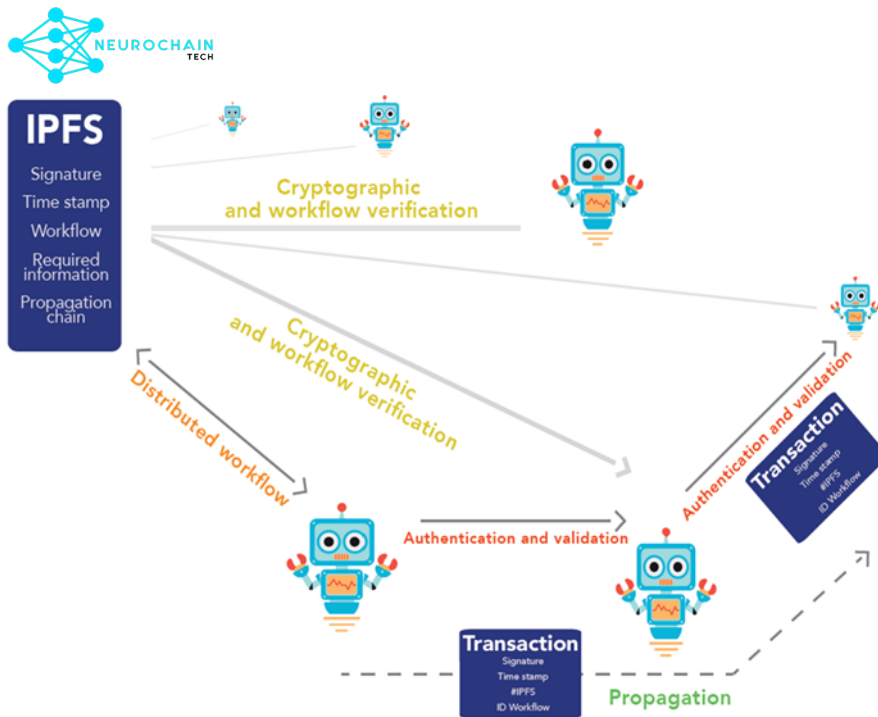 NEUROCHAIN
TECH
IPFS
Signature
Time stamp
Workflow
Required
information
Propagation
chain
Cryptographic
and workflow verification
Cryptographic
and workflow verification
Distributed workflow
Authentication and validation
Authentication and validation
Transaction
Signature
Time stamp
#IPFS
ID Workflow
Transaction
Signature
Time stamp
#IPFS
ID Workflow
Propagation